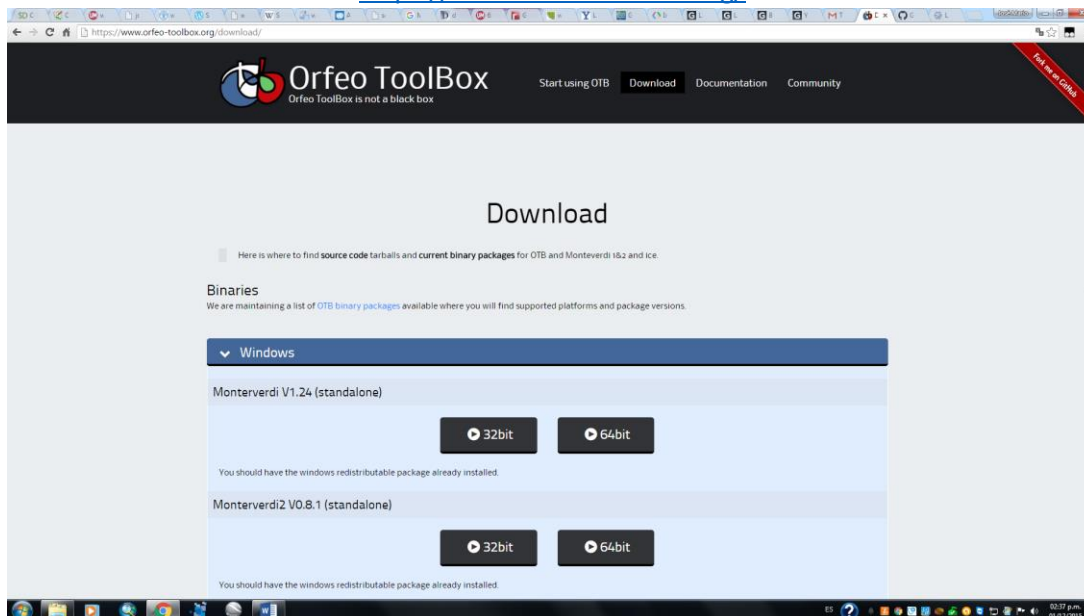 https://www.orfeo-toolbox.org/download/
Orfeo ToolBox
Orfeo ToolBox is not a black box
Start using OTB
Download
Documentation
Community
Fork me on GitHub
Download
Here is where to find source code tarballs and current binary packages for OTB and Monteverdi 1&2 and Ice.
Binaries
We are maintaining a list of OTB binary packages available where you will find supported platforms and package versions.
Windows
Monterverdi V1.24 (standalone)
32bit
64bit
You should have the windows redistributable package already installed.
Monterverdi2 V0.8.1 (standalone)
32bit
64bit
You should have the windows redistributable package already installed.
ES
02:37 p.m.